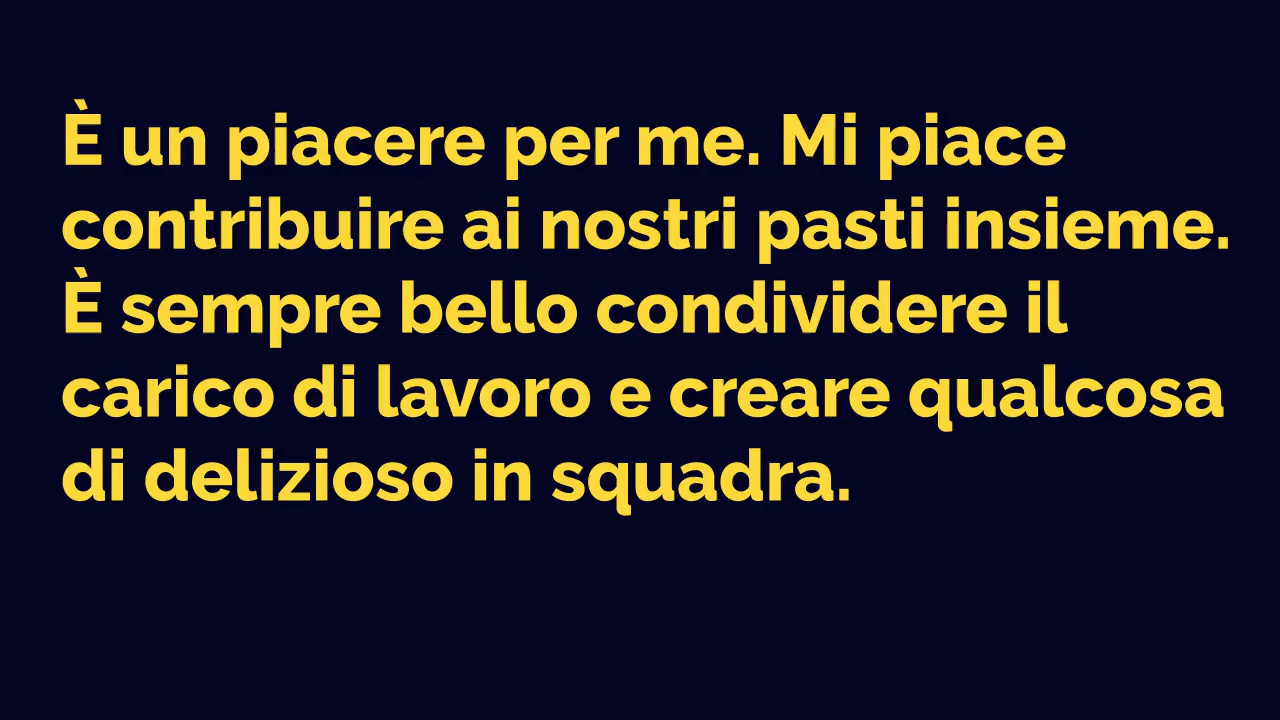 È un piacere per me. Mi piace
contribuire ai nostri pasti insieme.
È sempre bello condividere il
carico di lavoro e creare qualcosa
di delizioso in squadra.